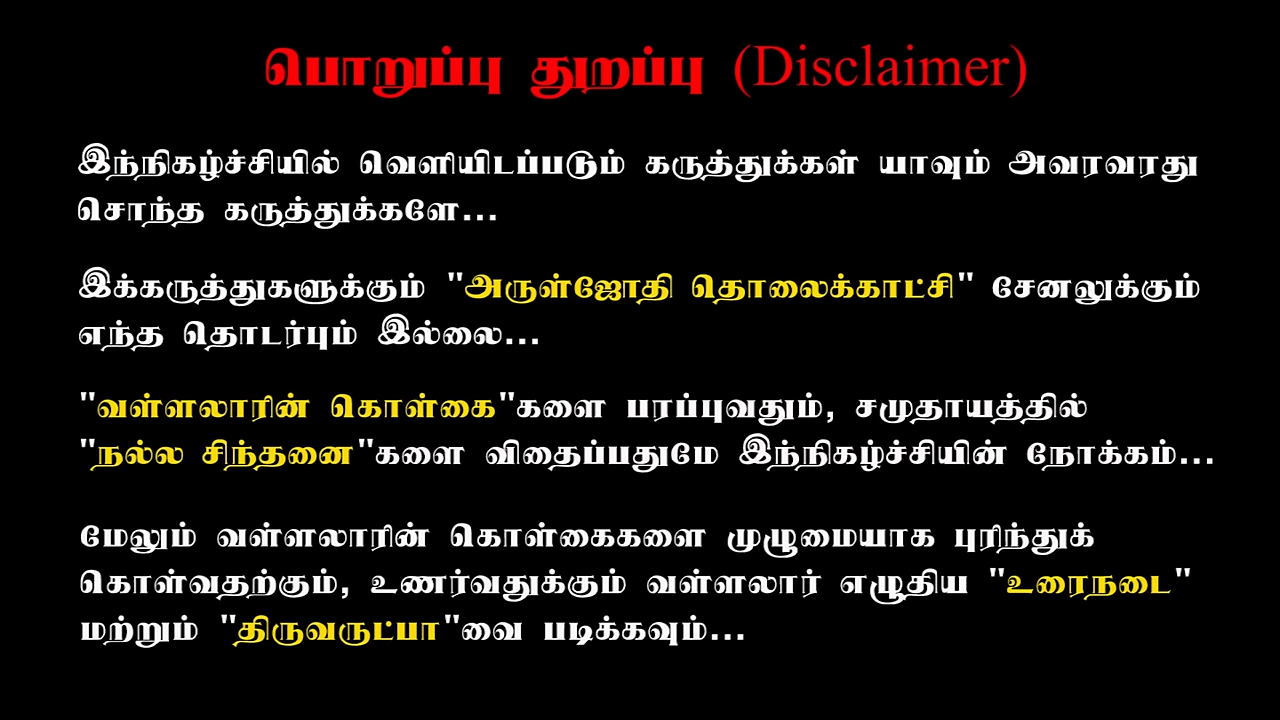 பொறுப்பு துறப்பு (Disclaimer)
இந்நிகழ்ச்சியில் வெளியிடப்படும் கருத்துக்கள் யாவும் அவரவரது
சொந்த கருத்துக்களே...
இக்கருத்துகளுக்கும் "அருள்ஜோதி தொலைக்காட்சி" சேனலுக்கும்
எந்த தொடர்பும் இல்லை...
"வள்ளலாரின் கொள்கை"களை பரப்புவதும், சமுதாயத்தில்
"நல்ல சிந்தனை"களை விதைப்பதுமே இந்நிகழ்ச்சியின் நோக்கம்...
மேலும் வள்ளலாரின் கொள்கைகளை முழுமையாக புரிந்துக்
கொள்வதற்கும், உணர்வதுக்கும் வள்ளலார் எழுதிய "உரைநடை"
மற்றும் "திருவருட்பா"வை படிக்கவும்...